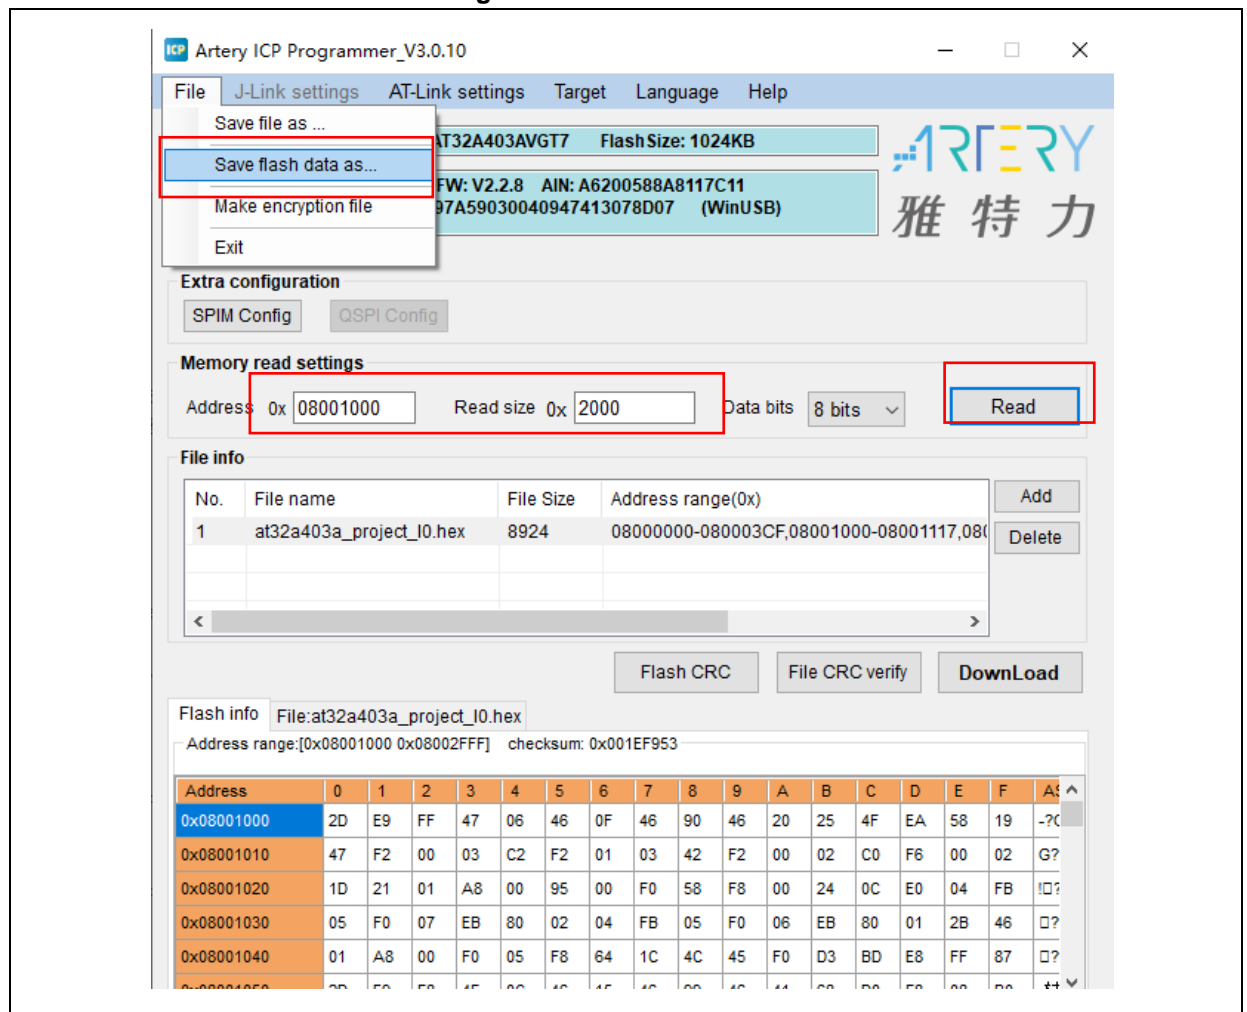 Artery ICP Programmer_V3.0.10
File J-Link settings AT-Link settings Target Language Help
Save file as ...
Save flash data as...
Make encryption file
Exit
AT32A403AVGT7 FlashSize: 1024KB
FW: V2.2.8 AIN: A6200588A8117C11
97A59030040947413078D07 (WinUSB)
ARTERY
雅特力
Extra configuration
SPIM Config QSPI Config
Memory read settings
Address 0x 08001000 Read size 0x 2000 Data bits 8 bits Read
File info
No. File name File Size Address range(0x) Add
1 at32a403a_project_l0.hex 8924 08000000-080003CF,08001000-08001117,080 Delete
Flash CRC File CRC verify DownLoad
Flash info File:at32a403a_project_l0.hex
Address range:[0x08001000 0x08002FFF] checksum: 0x001EF953
Address 0 1 2 3 4 5 6 7 8 9 A B C D E F AS
0x08001000 2D E9 FF 47 06 46 0F 46 90 46 20 25 4F EA 58 19 -?
0x08001010 47 F2 00 03 C2 F2 01 03 42 F2 00 02 C0 F6 00 02 G?
0x08001020 1D 21 01 A8 00 95 00 F0 58 F8 00 24 0C E0 04 FB !□?
0x08001030 05 F0 07 EB 80 02 04 FB 05 F0 06 EB 80 01 2B 46 □?
0x08001040 01 A8 00 F0 05 F8 64 1C 4C 45 F0 D3 BD E8 FF 87 □?